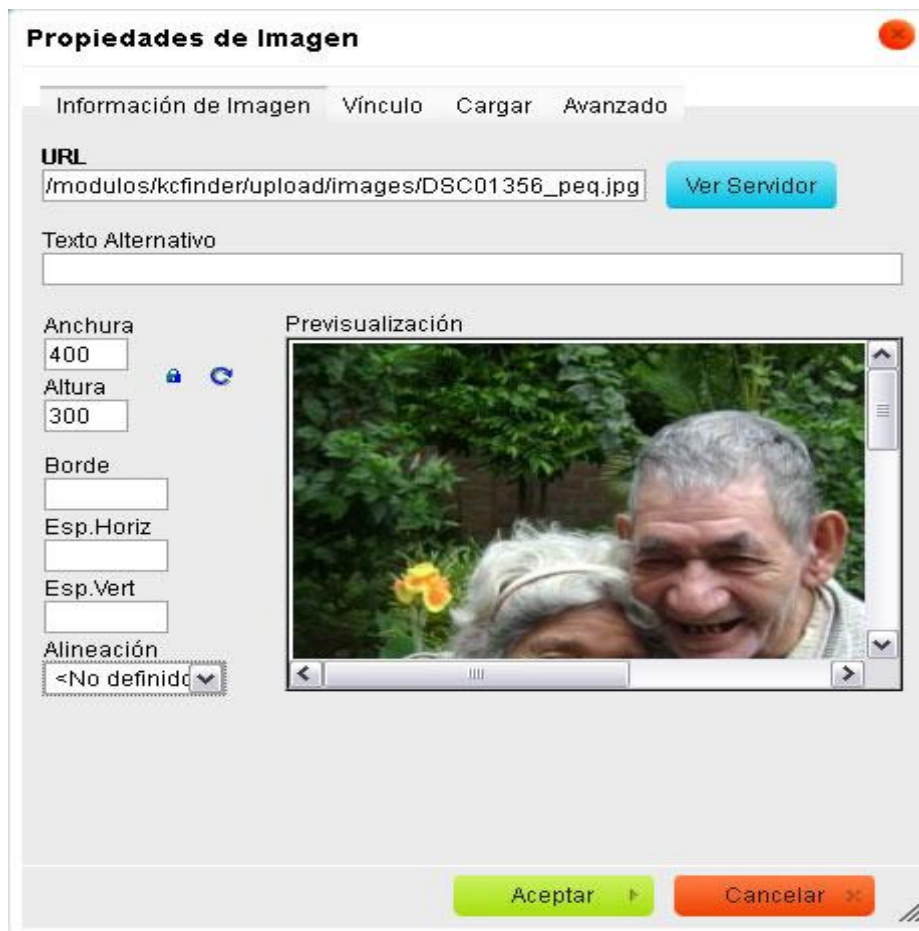 Propiedades de Imagen
Información de Imagen Vínculo Cargar Avanzado
URL
/modulos/kcfinder/upload/images/DSC01356_peq.jpg Ver Servidor
Texto Alternativo
Anchura
400
Altura
300
Borde
Esp.Horiz
Esp.Vert
Alineación
<No definido
Previsualización
Aceptar Cancelar